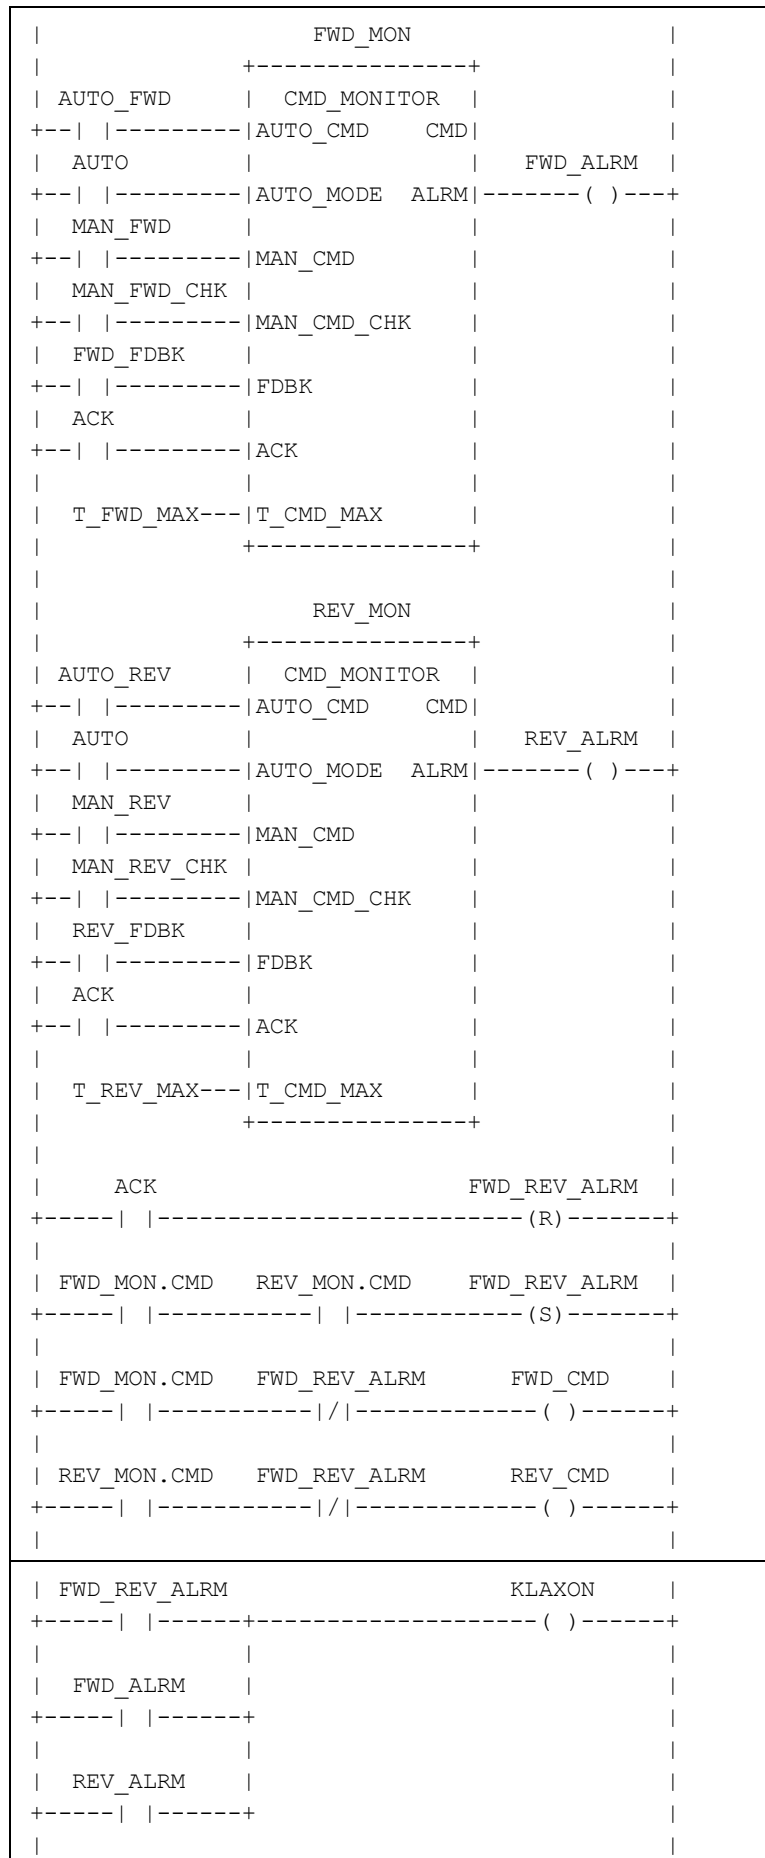 |                   FWD_MON                   |
|              +---------------+              |
| AUTO_FWD     |  CMD_MONITOR  |              |
+--| |---------|AUTO_CMD    CMD|              |
|  AUTO        |               |   FWD_ALRM   |
+--| |---------|AUTO_MODE  ALRM|-------( )---+
|  MAN_FWD     |               |              |
+--| |---------|MAN_CMD        |              |
|  MAN_FWD_CHK |               |              |
+--| |---------|MAN_CMD_CHK    |              |
|  FWD_FDBK    |               |              |
+--| |---------|FDBK           |              |
|  ACK         |               |              |
+--| |---------|ACK            |              |
|              |               |              |
|  T_FWD_MAX---|T_CMD_MAX      |              |
|              +---------------+              |
|                                             |
|                   REV_MON                   |
|              +---------------+              |
| AUTO_REV     |  CMD_MONITOR  |              |
+--| |---------|AUTO_CMD    CMD|              |
|  AUTO        |               |   REV_ALRM   |
+--| |---------|AUTO_MODE  ALRM|-------( )---+
|  MAN_REV     |               |              |
+--| |---------|MAN_CMD        |              |
|  MAN_REV_CHK |               |              |
+--| |---------|MAN_CMD_CHK    |              |
|  REV_FDBK    |               |              |
+--| |---------|FDBK           |              |
|  ACK         |               |              |
+--| |---------|ACK            |              |
|              |               |              |
|  T_REV_MAX---|T_CMD_MAX      |              |
|              +---------------+              |
|                                             |
|     ACK                      FWD_REV_ALRM   |
+-----| |--------------------------(R)-------+
|                                             |
| FWD_MON.CMD   REV_MON.CMD    FWD_REV_ALRM   |
+-----| |-----------| |------------(S)-------+
|                                             |
| FWD_MON.CMD   FWD_REV_ALRM      FWD_CMD     |
+-----| |-----------|/|-------------( )------+
|                                             |
| REV_MON.CMD   FWD_REV_ALRM      REV_CMD     |
+-----| |-----------|/|-------------( )------+
|                                             |
| FWD_REV_ALRM                    KLAXON      |
+-----| |------+--------------------( )------+
|              |                              |
|  FWD_ALRM    |                              |
+-----| |------+                              |
|              |                              |
|  REV_ALRM    |                              |
+-----| |------+                              |
|                                             |